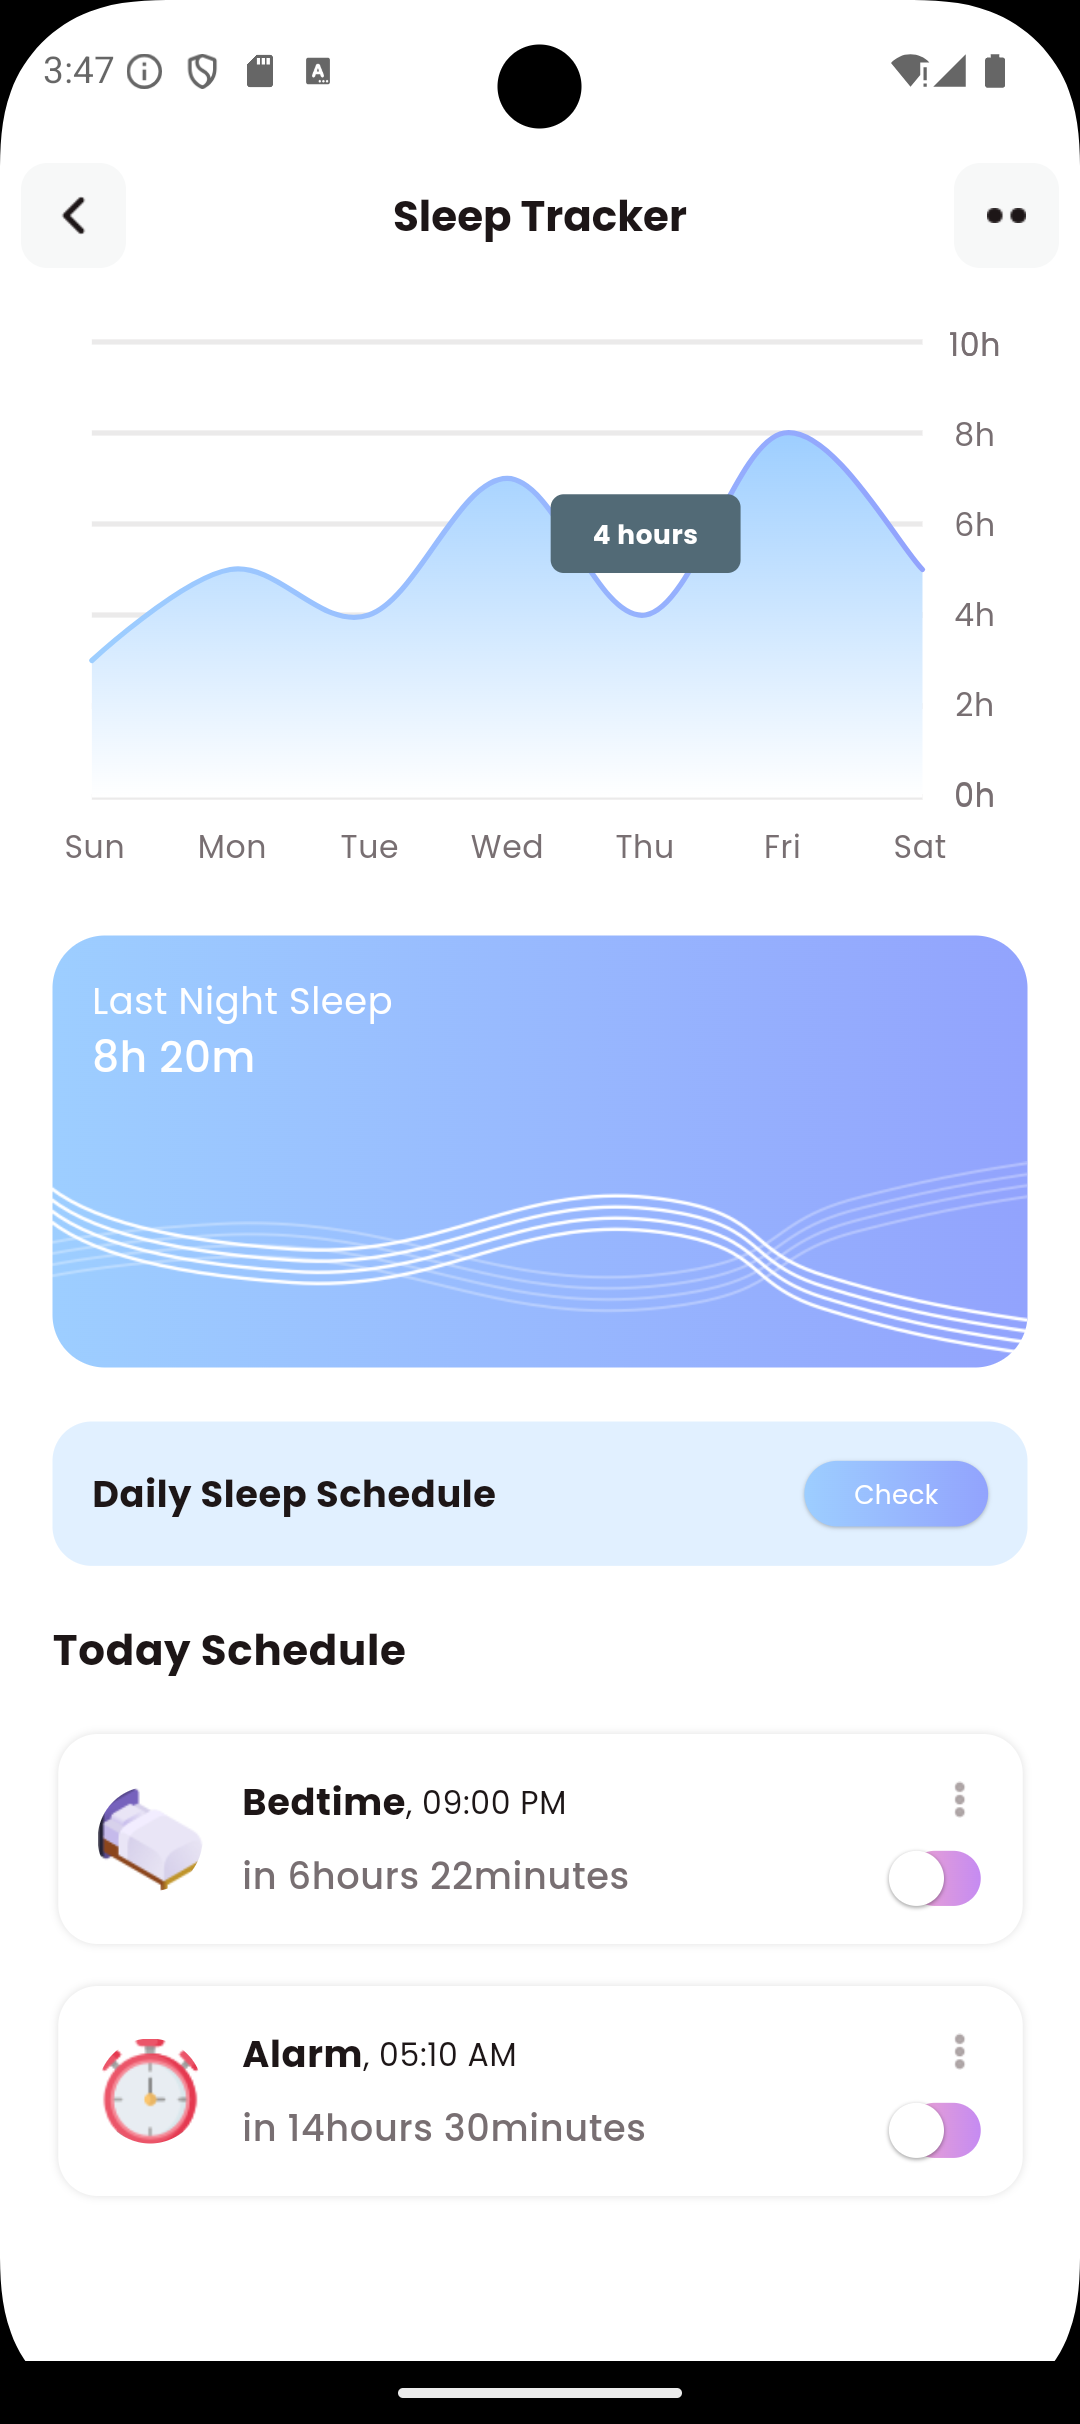 3:47
A
Sleep Tracker
10h
8h
6h
4 hours
4h
2h
0h
Sun Mon Tue Wed Thu Fri Sat
Last Night Sleep
8h 20m
Daily Sleep Schedule
Check
Today Schedule
Bedtime, 09:00 PM
in 6hours 22minutes
Alarm, 05:10 AM
in 14hours 30minutes